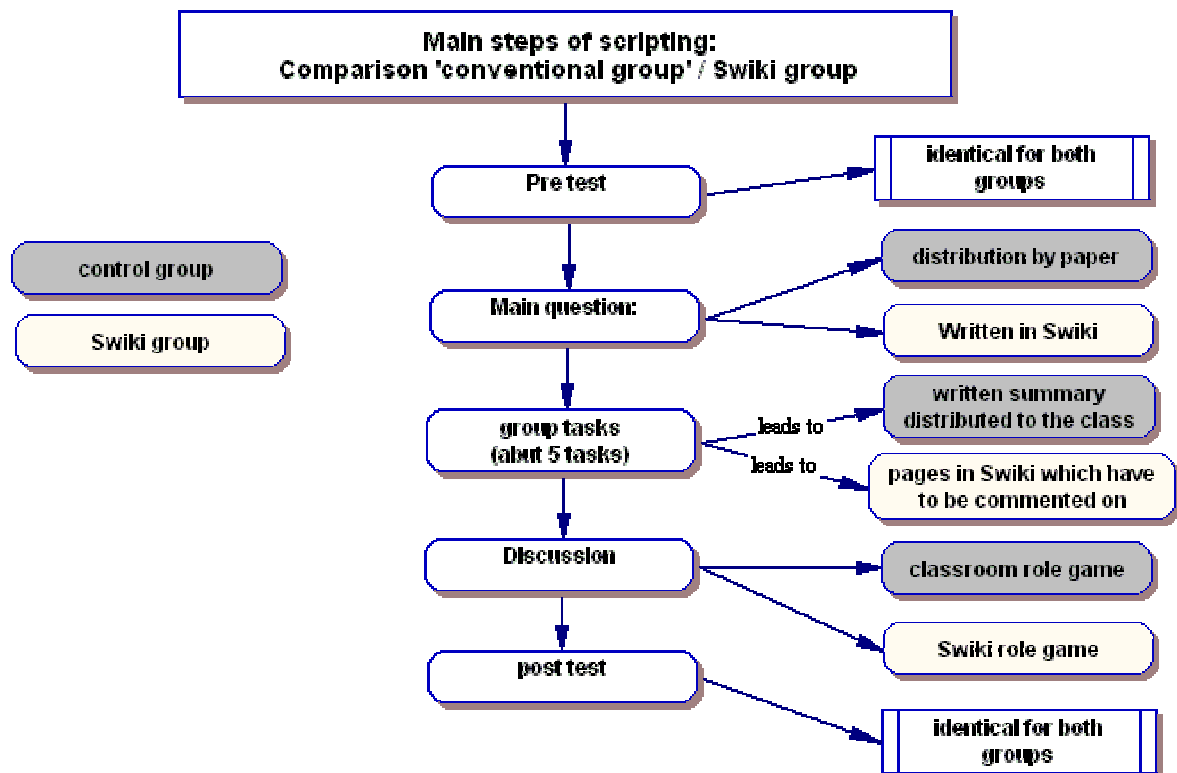 Main steps of scripting:
Comparison 'conventional group' / Swiki group
Pre test
identical for both
groups
control group
Swiki group
Main question:
distribution by paper
Written in Swiki
group tasks
(abut 5 tasks)
leads to
written summary
distributed to the class
leads to
pages in Swiki which have
to be commented on
Discussion
classroom role game
Swiki role game
post test
identical for both
groups